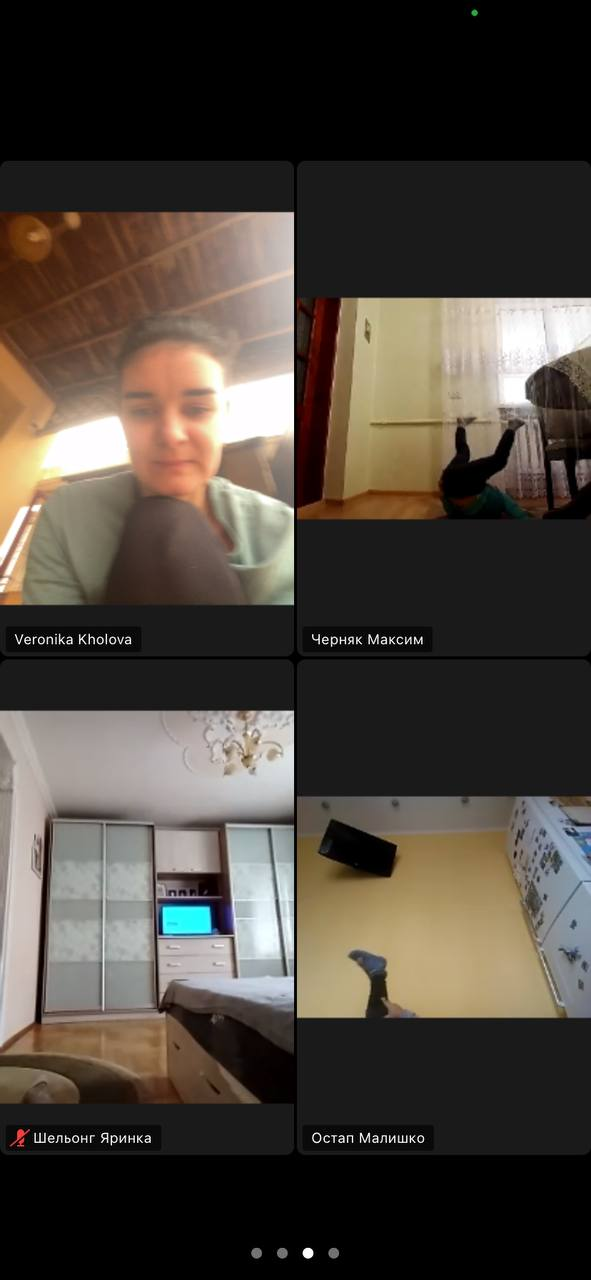 Veronika Kholova
Черняк Максим
Шельонг Яринка
Остап Малишко